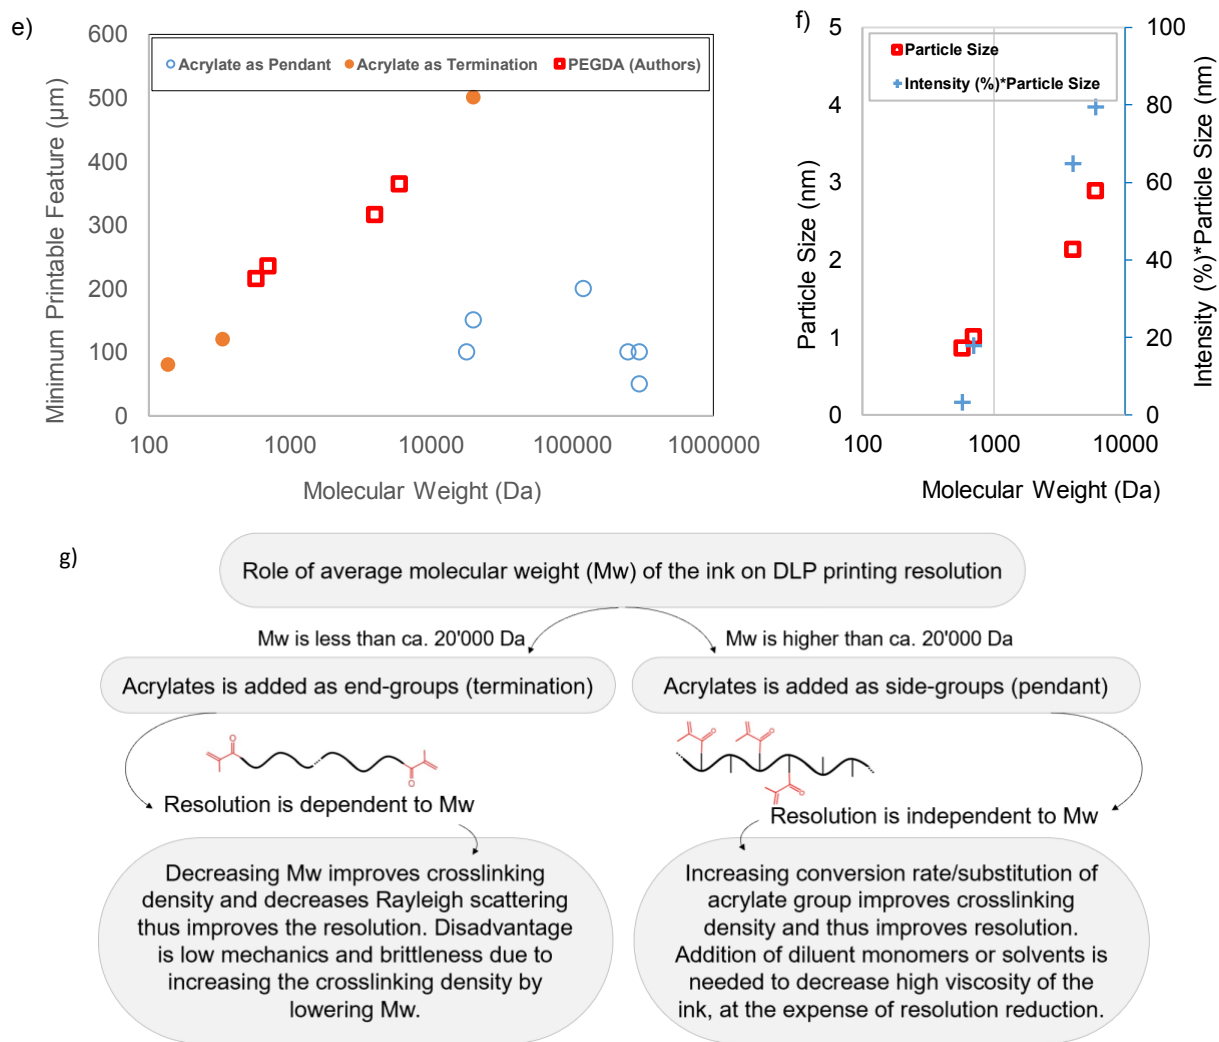 e)
600
500
400
300
200
100
0
Minimum Printable Feature (μm)
Acrylate as Pendant
Acrylate as Termination
PEGDA (Authors)
100
1000
10000
100000
1000000
Molecular Weight (Da)
f)
5
4
3
2
1
0
Particle Size (nm)
Particle Size
Intensity (%)*Particle Size
100
80
60
40
20
0
Intensity (%)*Particle Size (nm)
100
1000
10000
Molecular Weight (Da)
g)
Role of average molecular weight (Mw) of the ink on DLP printing resolution
Mw is less than ca. 20'000 Da
Mw is higher than ca. 20'000 Da
Acrylates is added as end-groups (termination)
Acrylates is added as side-groups (pendant)
O
O
O
O
O
Resolution is dependent to Mw
Resolution is independent to Mw
Decreasing Mw improves crosslinking
density and decreases Rayleigh scattering
thus improves the resolution. Disadvantage
is low mechanics and brittleness due to
increasing the crosslinking density by
lowering Mw.
Increasing conversion rate/substitution of
acrylate group improves crosslinking
density and thus improves resolution.
Addition of diluent monomers or solvents is
needed to decrease high viscosity of the
ink, at the expense of resolution reduction.